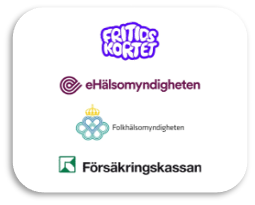 FRITIDS
KORTET
eHälsomyndigheten
Folkhälsomyndigheten
Försäkringskassan